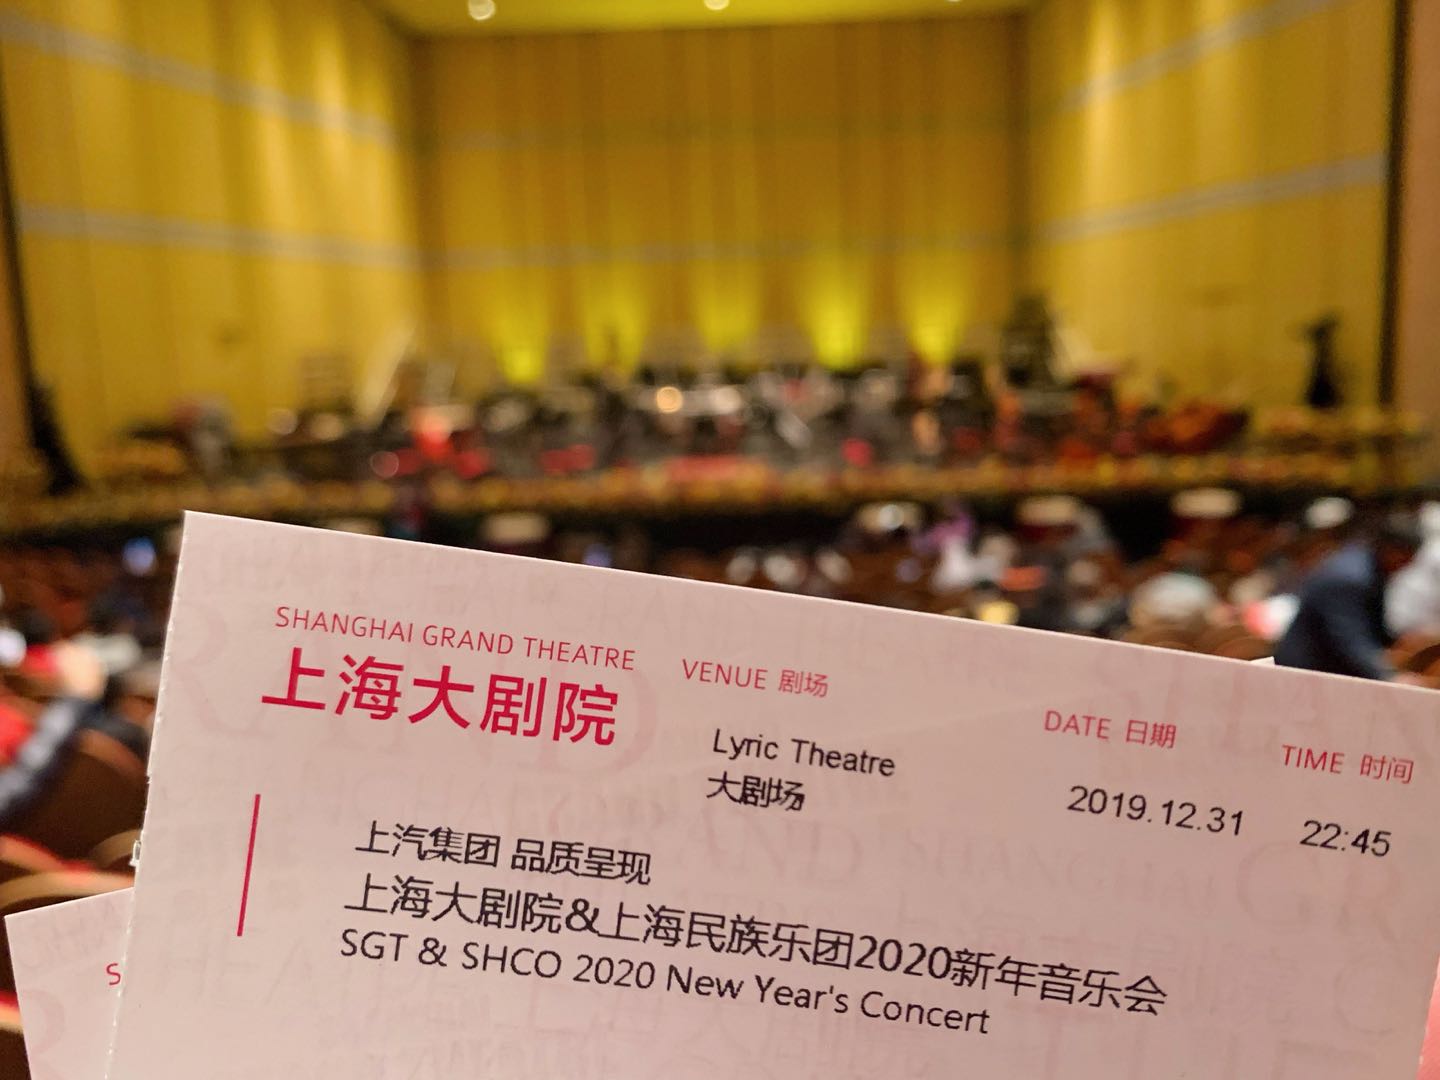 SHANGHAI GRAND THEATRE
上海大剧院
VENUE 剧场
Lyric Theatre
大剧场
DATE 日期
2019.12.31
TIME 时间
22:45
上汽集团 品质呈现
上海大剧院&上海民族乐团2020新年音乐会
SGT & SHCO 2020 New Year's Concert
S